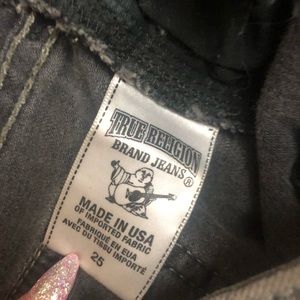 TRUE RELIGION
BRAND JEANS®
MADE IN USA
OF IMPORTED FABRIC
FABRIQUÉ EN EUA
AVEC DU TISSU IMPORTÉ
25